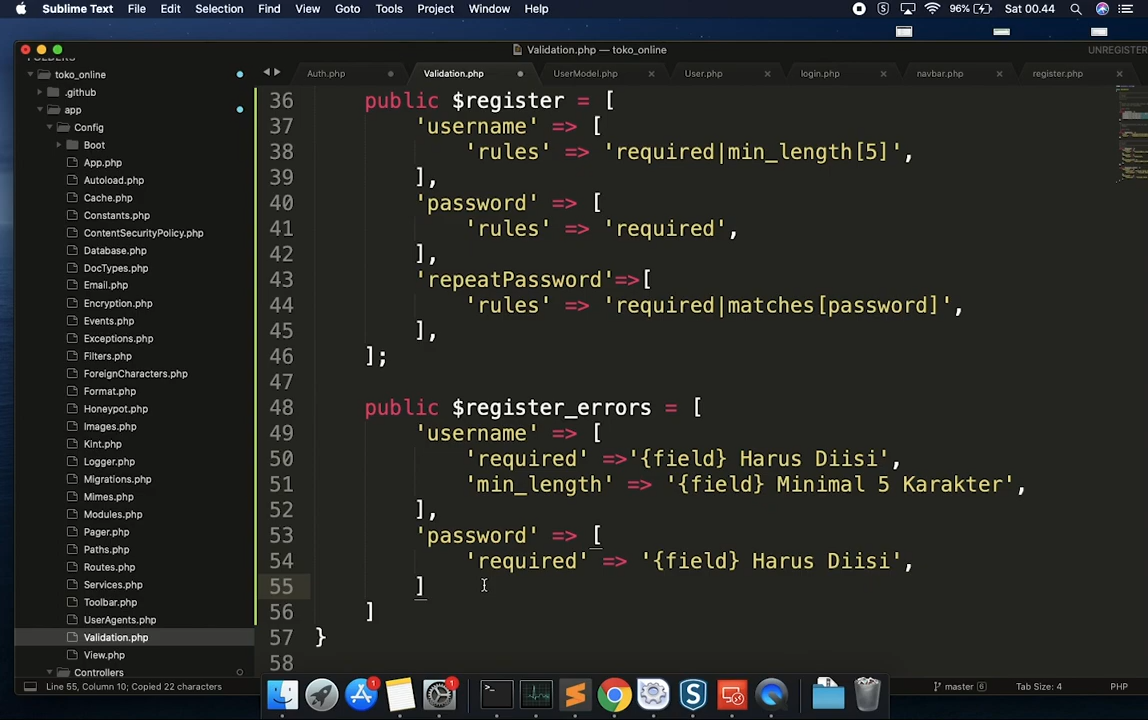 Sublime Text File Edit Selection Find View Goto Tools Project Window Help 96% Sat 00.44
Validation.php — toko_online UNREGISTER
FOLDERS
Auth.php Validation.php UserModel.php User.php login.php navbar.php register.php
toko_online
.github
app
Config
Boot
App.php
Autoload.php
Cache.php
Constants.php
ContentSecurityPolicy.php
Database.php
DocTypes.php
Email.php
Encryption.php
Events.php
Exceptions.php
Filters.php
ForeignCharacters.php
Format.php
Honeypot.php
Images.php
Kint.php
Logger.php
Migrations.php
Mimes.php
Modules.php
Pager.php
Paths.php
Routes.php
Services.php
Toolbar.php
UserAgents.php
Validation.php
View.php
Controllers
36 public $register = [
37 'username' => [
38 'rules' => 'required|min_length[5]',
39 ],
40 'password' => [
41 'rules' => 'required',
42 ],
43 'repeatPassword'=>[
44 'rules' => 'required|matches[password]',
45 ],
46 ];
47
48 public $register_errors = [
49 'username' => [
50 'required' =>'{field} Harus Diisi',
51 'min_length' => '{field} Minimal 5 Karakter',
52 ],
53 'password' => [
54 'required' => '{field} Harus Diisi',
55 ]
56 ]
57 }
58
Line 55, Column 10; Copied 22 characters master 6 Tab Size: 4 PHP
1 1